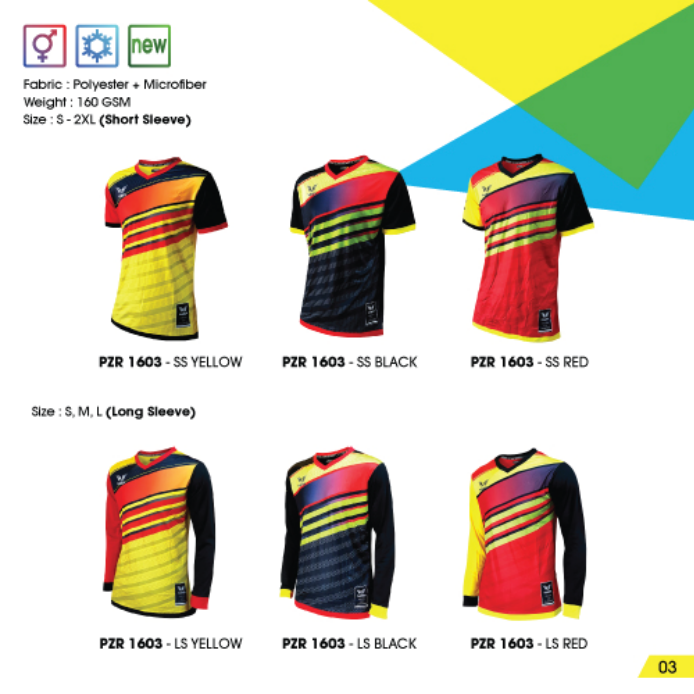 new
Fabric : Polyester + Microfiber
Weight : 160 GSM
Size : S - 2XL (Short Sleeve)
PZR 1603 - SS YELLOW
PZR 1603 - SS BLACK
PZR 1603 - SS RED
Size : S, M, L (Long Sleeve)
PZR 1603 - LS YELLOW
PZR 1603 - LS BLACK
PZR 1603 - LS RED
03